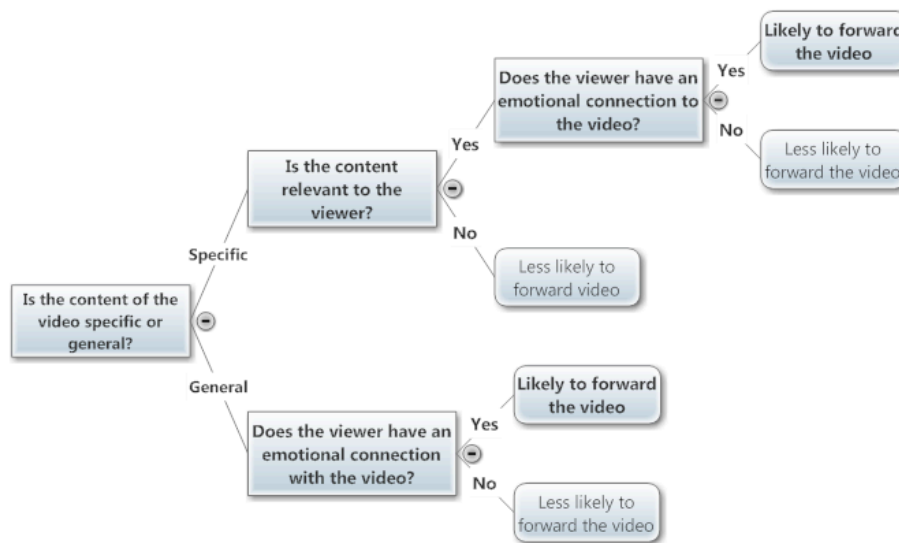 Likely to forward
the video
Yes
Does the viewer have an
emotional connection to
the video?
No
Less likely to
forward the video
Yes
Is the content
relevant to the
viewer?
No
Less likely to
forward video
Specific
Is the content of the
video specific or
general?
General
Likely to forward
the video
Yes
Does the viewer have an
emotional connection
with the video?
No
Less likely to
forward the video